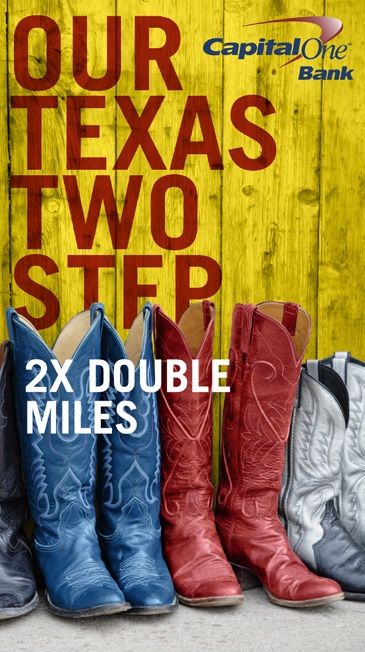 OUR
TEXAS
TWO
STEP
Capital One
Bank
2X DOUBLE
MILES